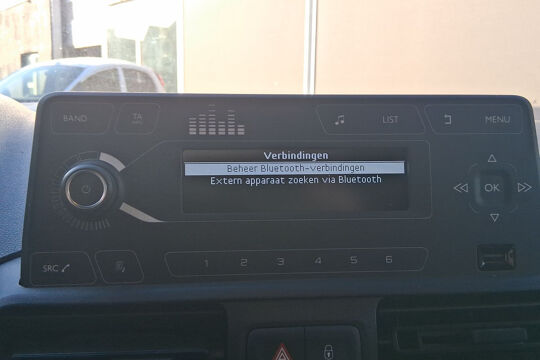 BAND
TA
LIST
MENU
Verbindingen
Beheer Bluetooth-verbindingen
Extern apparaat zoeken via Bluetooth
OK
SRC
1 2 3 4 5 6